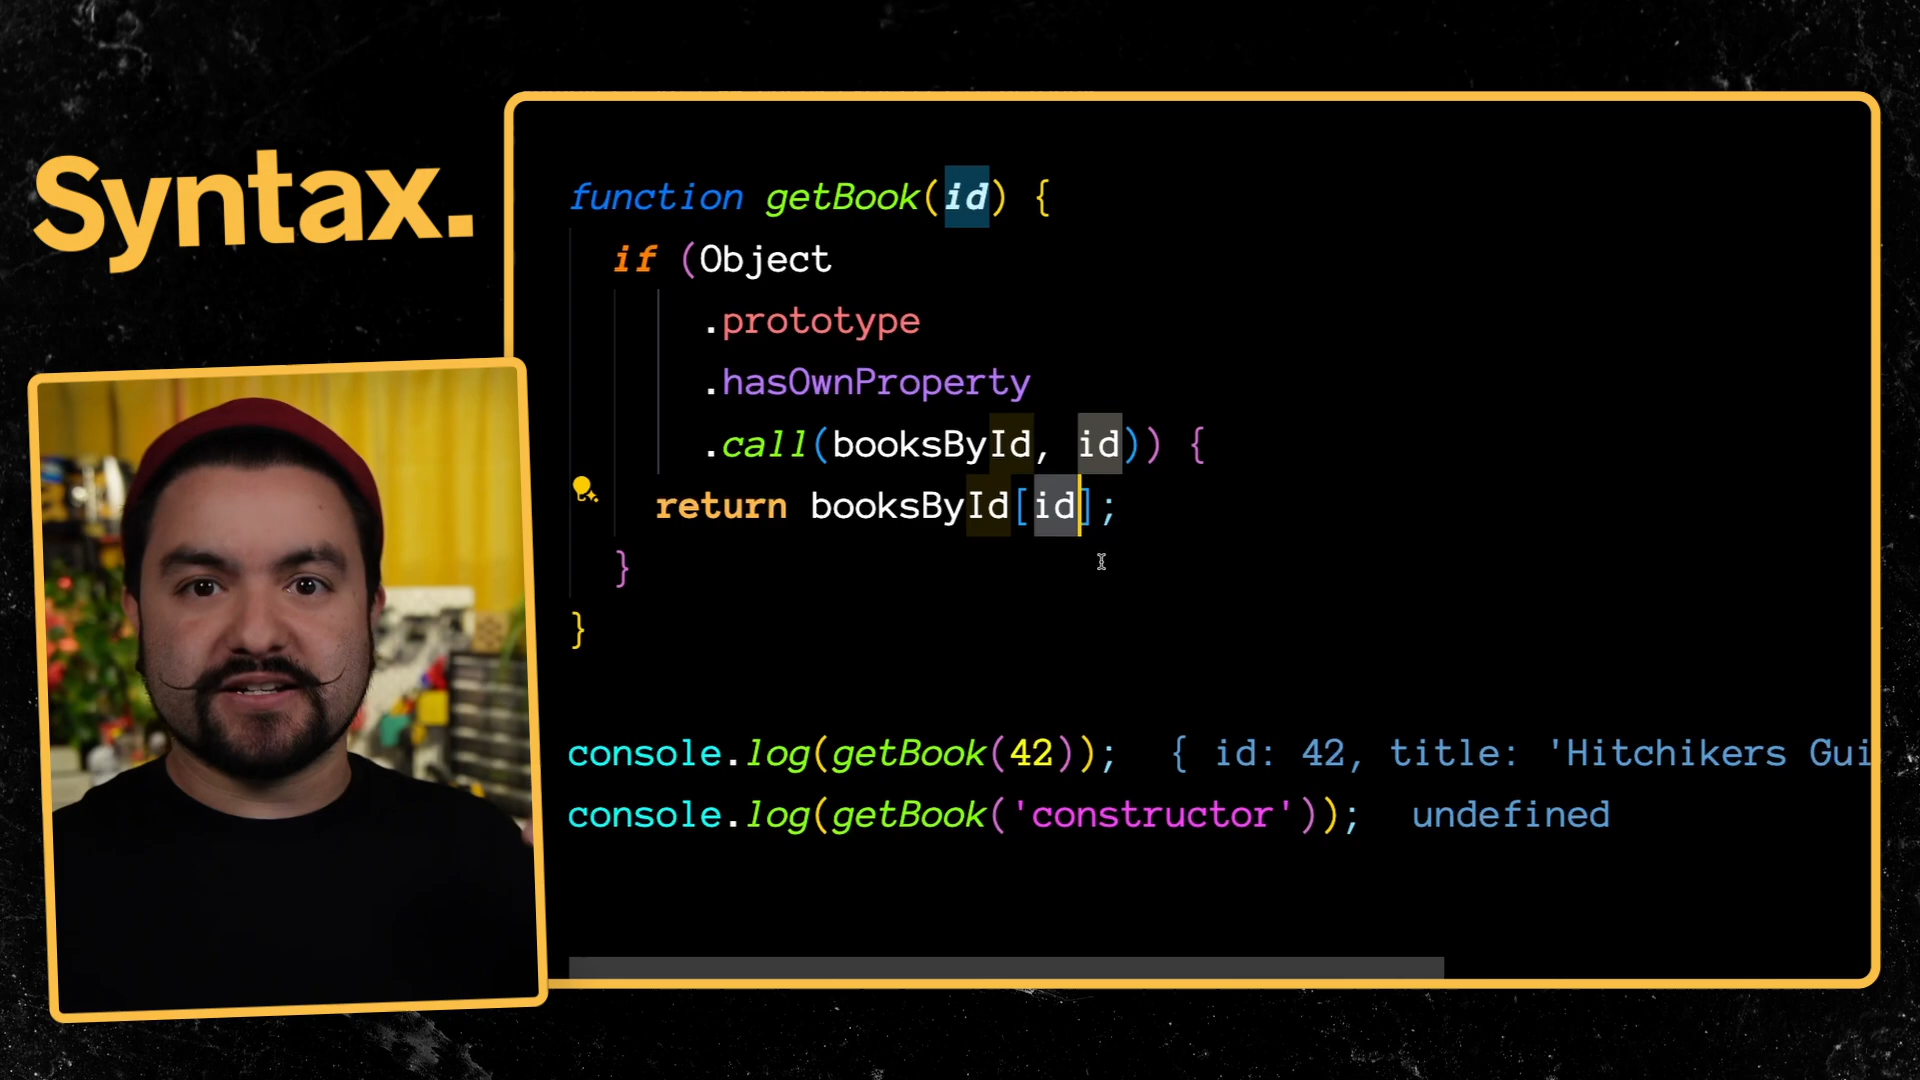 Syntax.
function getBook(id) {
if (Object
.prototype
.hasOwnProperty
.call(booksById, id)) {
return booksById[id];
}
}
console.log(getBook(42)); { id: 42, title: 'Hitchikers Gui
console.log(getBook('constructor')); undefined